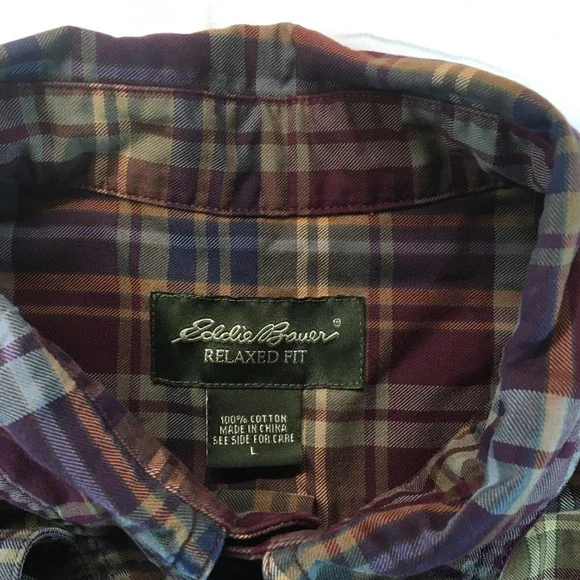 Eddie Bauer®
RELAXED FIT
100% COTTON
MADE IN CHINA
SEE SIDE FOR CARE
L